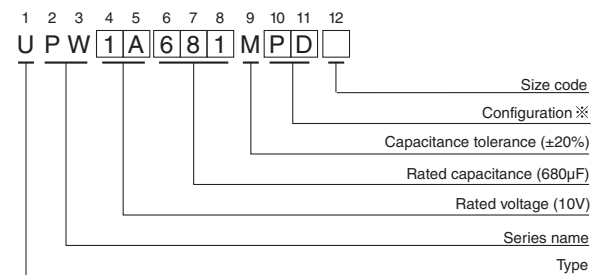 1 2 3 4 5 6 7 8 9 10 11 12
U P W 1 A 6 8 1 M P D
Size code
Configuration ※
Capacitance tolerance (±20%)
Rated capacitance (680µF)
Rated voltage (10V)
Series name
Type